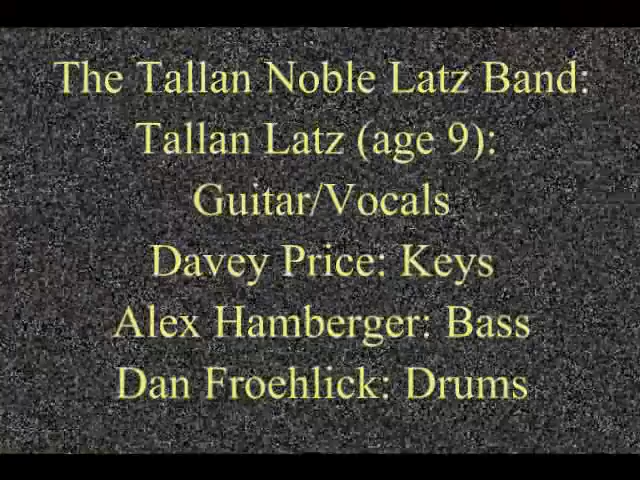 The Tallan Noble Latz Band:
Tallan Latz (age 9):
Guitar/Vocals
Davey Price: Keys
Alex Hamberger: Bass
Dan Froehlick: Drums